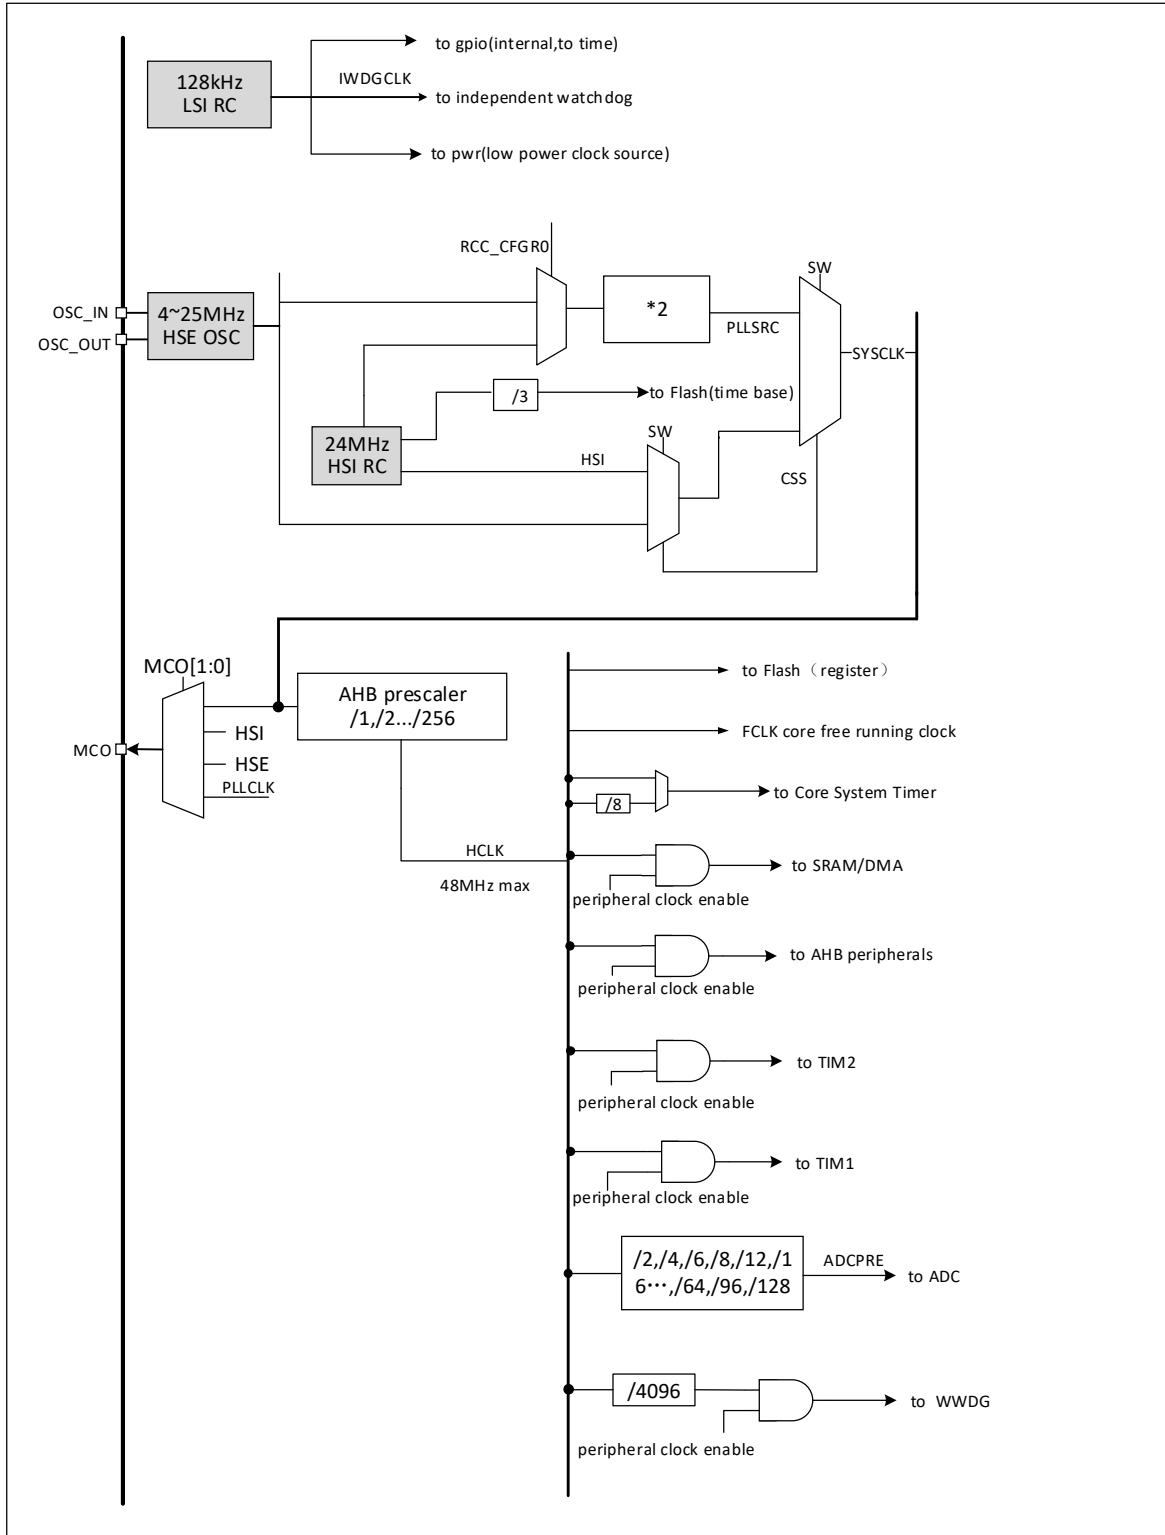 to gpio(internal,to time)
128kHz
LSI RC
IWDGCLK
to independent watchdog
to pwr(low power clock source)
RCC_CFGR0
SW
OSC_IN
OSC_OUT
4~25MHz
HSE OSC
*2
PLLSRC
SYSCLK
/3
to Flash(time base)
24MHz
HSI RC
HSI
SW
CSS
MCO[1:0]
HSI
HSE
PLLCLK
MCO
AHB prescaler
/1,/2.../256
HCLK
48MHz max
to Flash（register）
FCLK core free running clock
/8
to Core System Timer
to SRAM/DMA
peripheral clock enable
to AHB peripherals
peripheral clock enable
to TIM2
peripheral clock enable
to TIM1
peripheral clock enable
/2,/4,/6,/8,/12,/1
6⋯,/64,/96,/128
ADCPRE
to ADC
/4096
to WWDG
peripheral clock enable